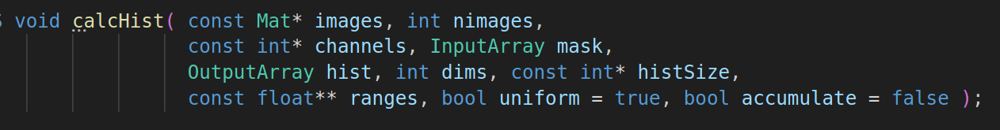 void calcHist( const Mat* images, int nimages,
const int* channels, InputArray mask,
OutputArray hist, int dims, const int* histSize,
const float** ranges, bool uniform = true, bool accumulate = false );